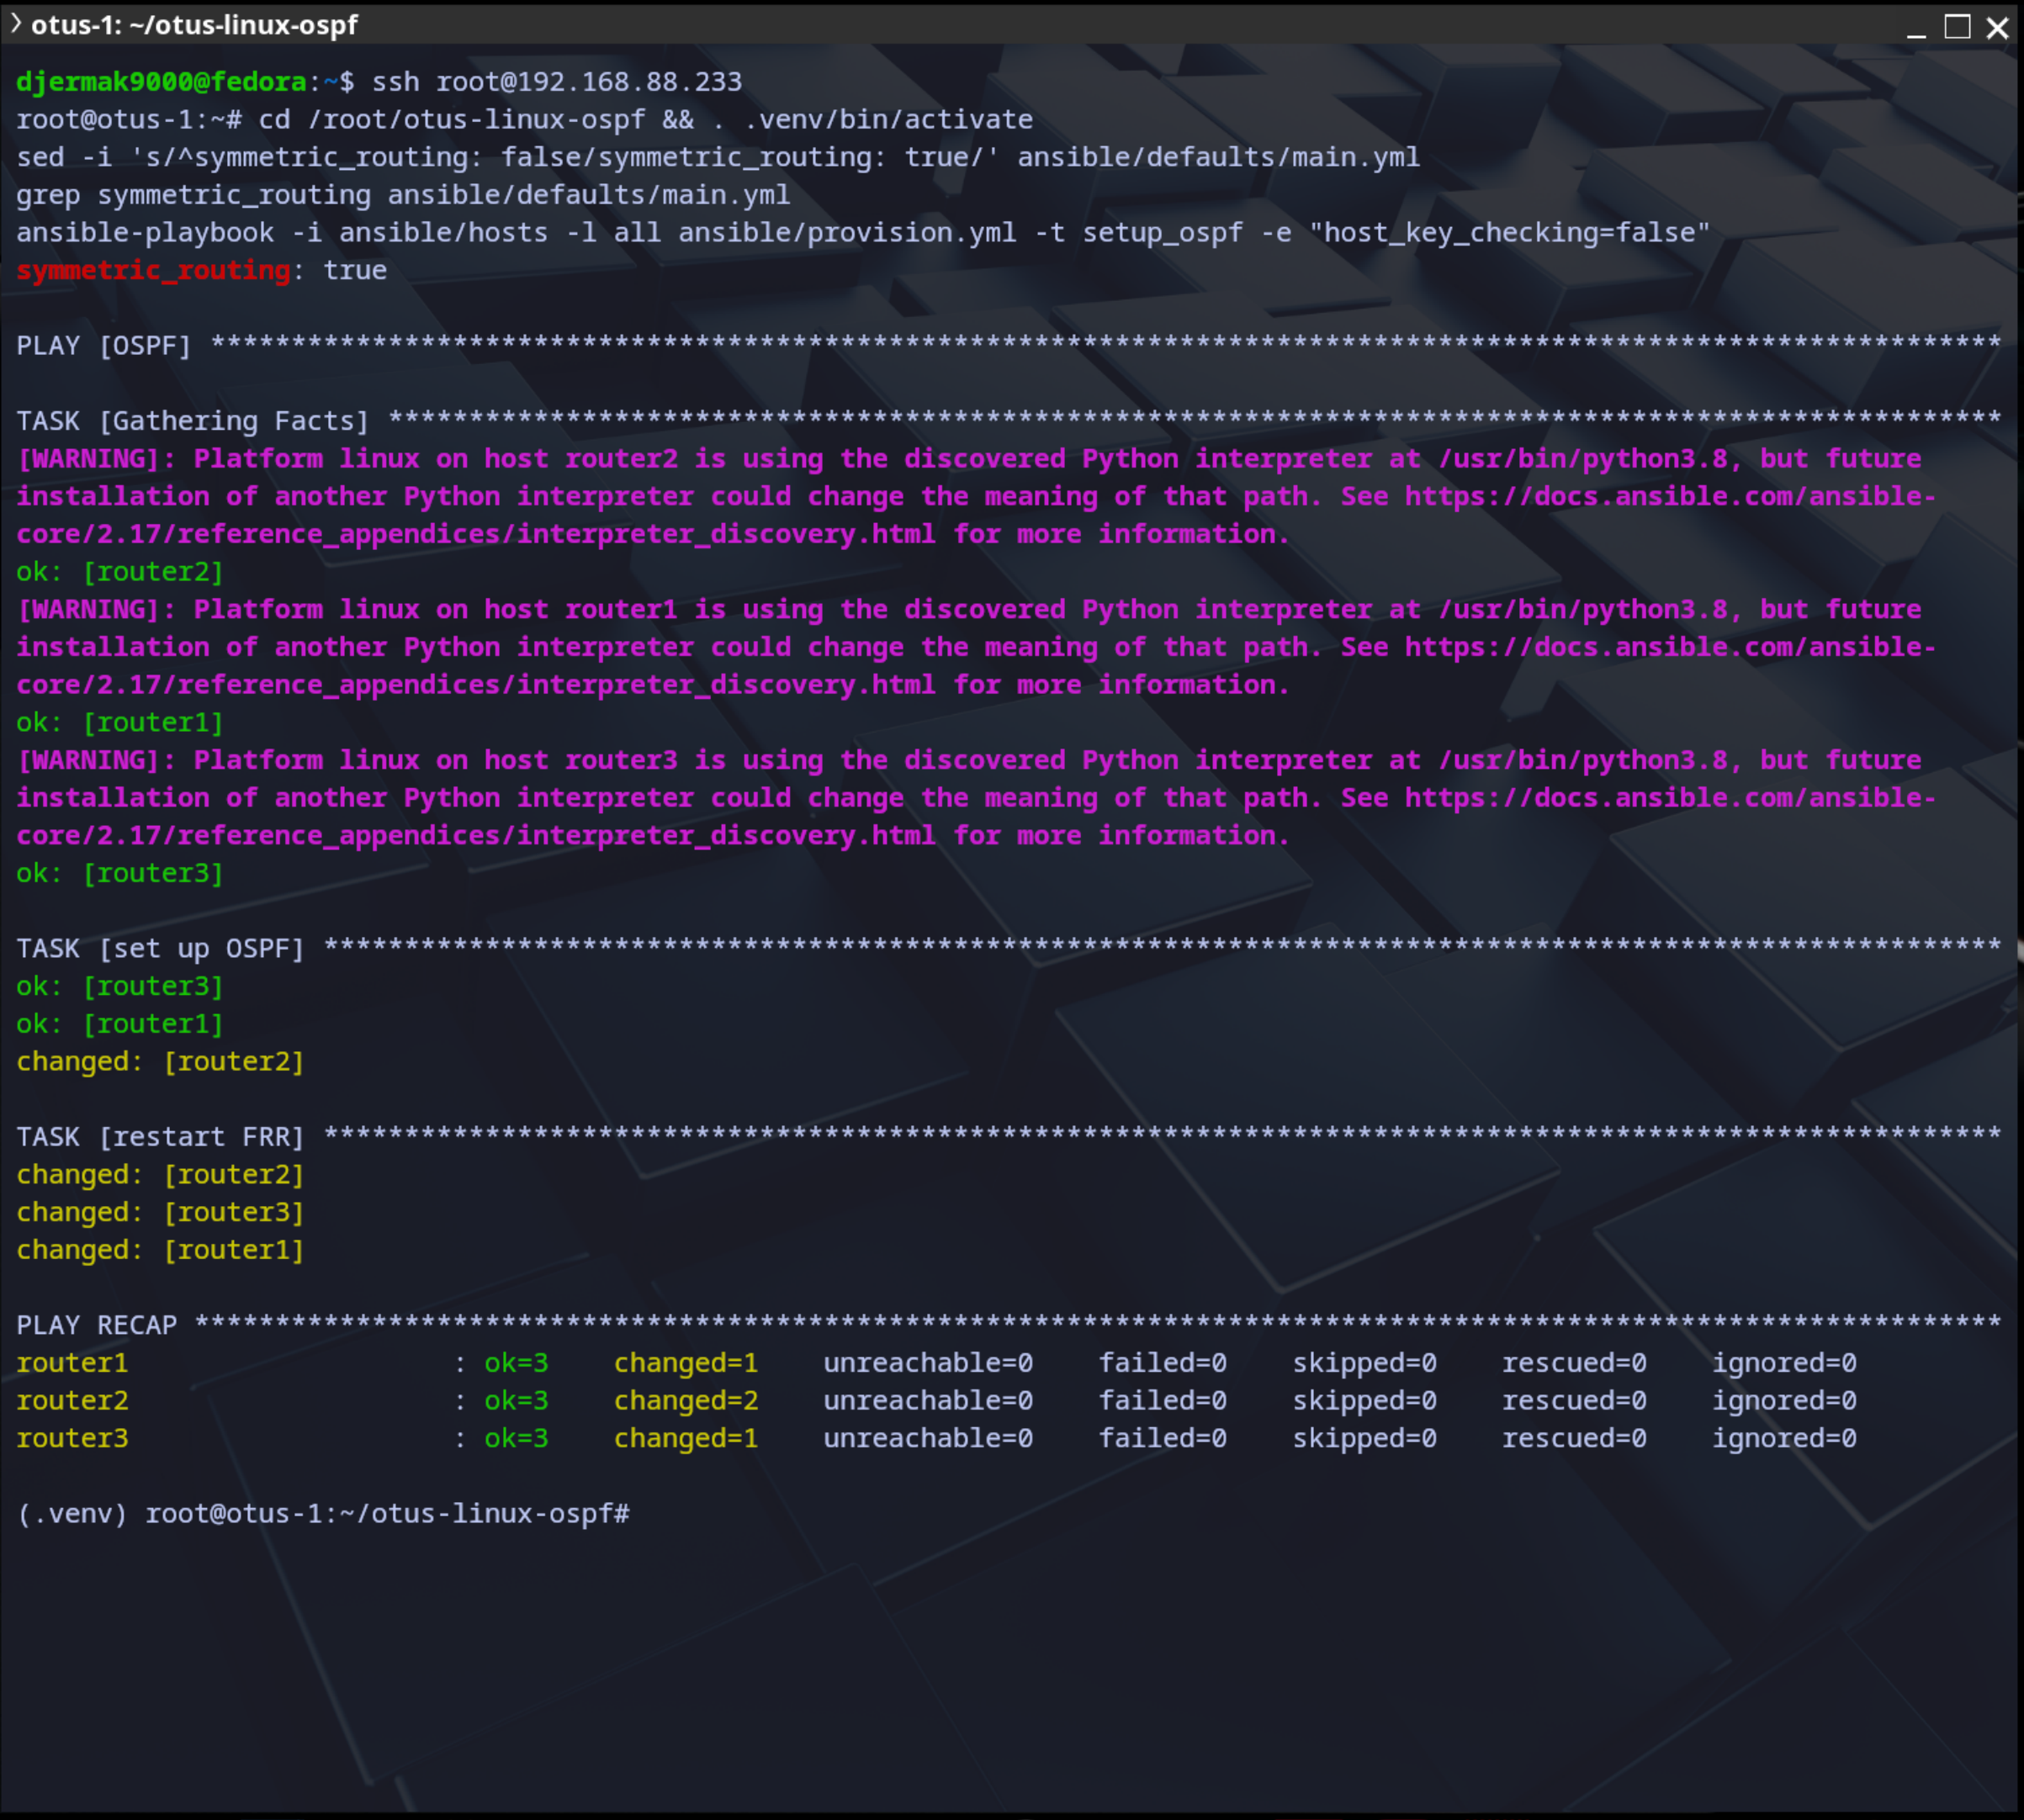 otus-1: ~/otus-linux-ospf
djermak9000@fedora:~$ ssh root@192.168.88.233
root@otus-1:~# cd /root/otus-linux-ospf && . .venv/bin/activate
sed -i 's/^symmetric_routing: false/symmetric_routing: true/' ansible/defaults/main.yml
grep symmetric_routing ansible/defaults/main.yml
ansible-playbook -i ansible/hosts -l all ansible/provision.yml -t setup_ospf -e "host_key_checking=false"
symmetric_routing: true
PLAY [OSPF] ***************************************************************************************************************
TASK [Gathering Facts] ****************************************************************************************************
[WARNING]: Platform linux on host router2 is using the discovered Python interpreter at /usr/bin/python3.8, but future
installation of another Python interpreter could change the meaning of that path. See https://docs.ansible.com/ansible-
core/2.17/reference_appendices/interpreter_discovery.html for more information.
ok: [router2]
[WARNING]: Platform linux on host router1 is using the discovered Python interpreter at /usr/bin/python3.8, but future
installation of another Python interpreter could change the meaning of that path. See https://docs.ansible.com/ansible-
core/2.17/reference_appendices/interpreter_discovery.html for more information.
ok: [router1]
[WARNING]: Platform linux on host router3 is using the discovered Python interpreter at /usr/bin/python3.8, but future
installation of another Python interpreter could change the meaning of that path. See https://docs.ansible.com/ansible-
core/2.17/reference_appendices/interpreter_discovery.html for more information.
ok: [router3]
TASK [set up OSPF] ********************************************************************************************************
ok: [router3]
ok: [router1]
changed: [router2]
TASK [restart FRR] ********************************************************************************************************
changed: [router2]
changed: [router3]
changed: [router1]
PLAY RECAP ****************************************************************************************************************
router1                    : ok=3    changed=1    unreachable=0    failed=0    skipped=0    rescued=0    ignored=0
router2                    : ok=3    changed=2    unreachable=0    failed=0    skipped=0    rescued=0    ignored=0
router3                    : ok=3    changed=1    unreachable=0    failed=0    skipped=0    rescued=0    ignored=0
(.venv) root@otus-1:~/otus-linux-ospf#